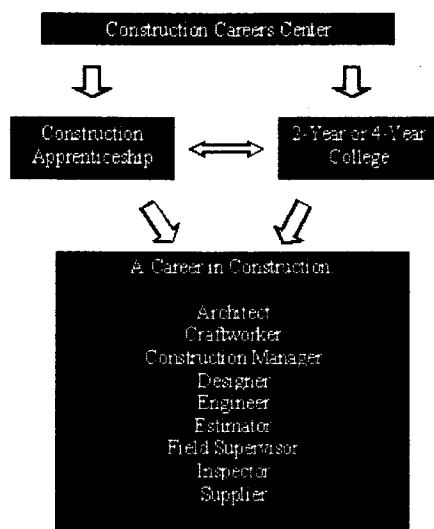 Construction Careers Center
Construction
Apprenticeship
2-Year or 4-Year
College
A Career in Construction
Architect
Craftworker
Construction Manager
Designer
Engineer
Estimator
Field Supervisor
Inspector
Supplier